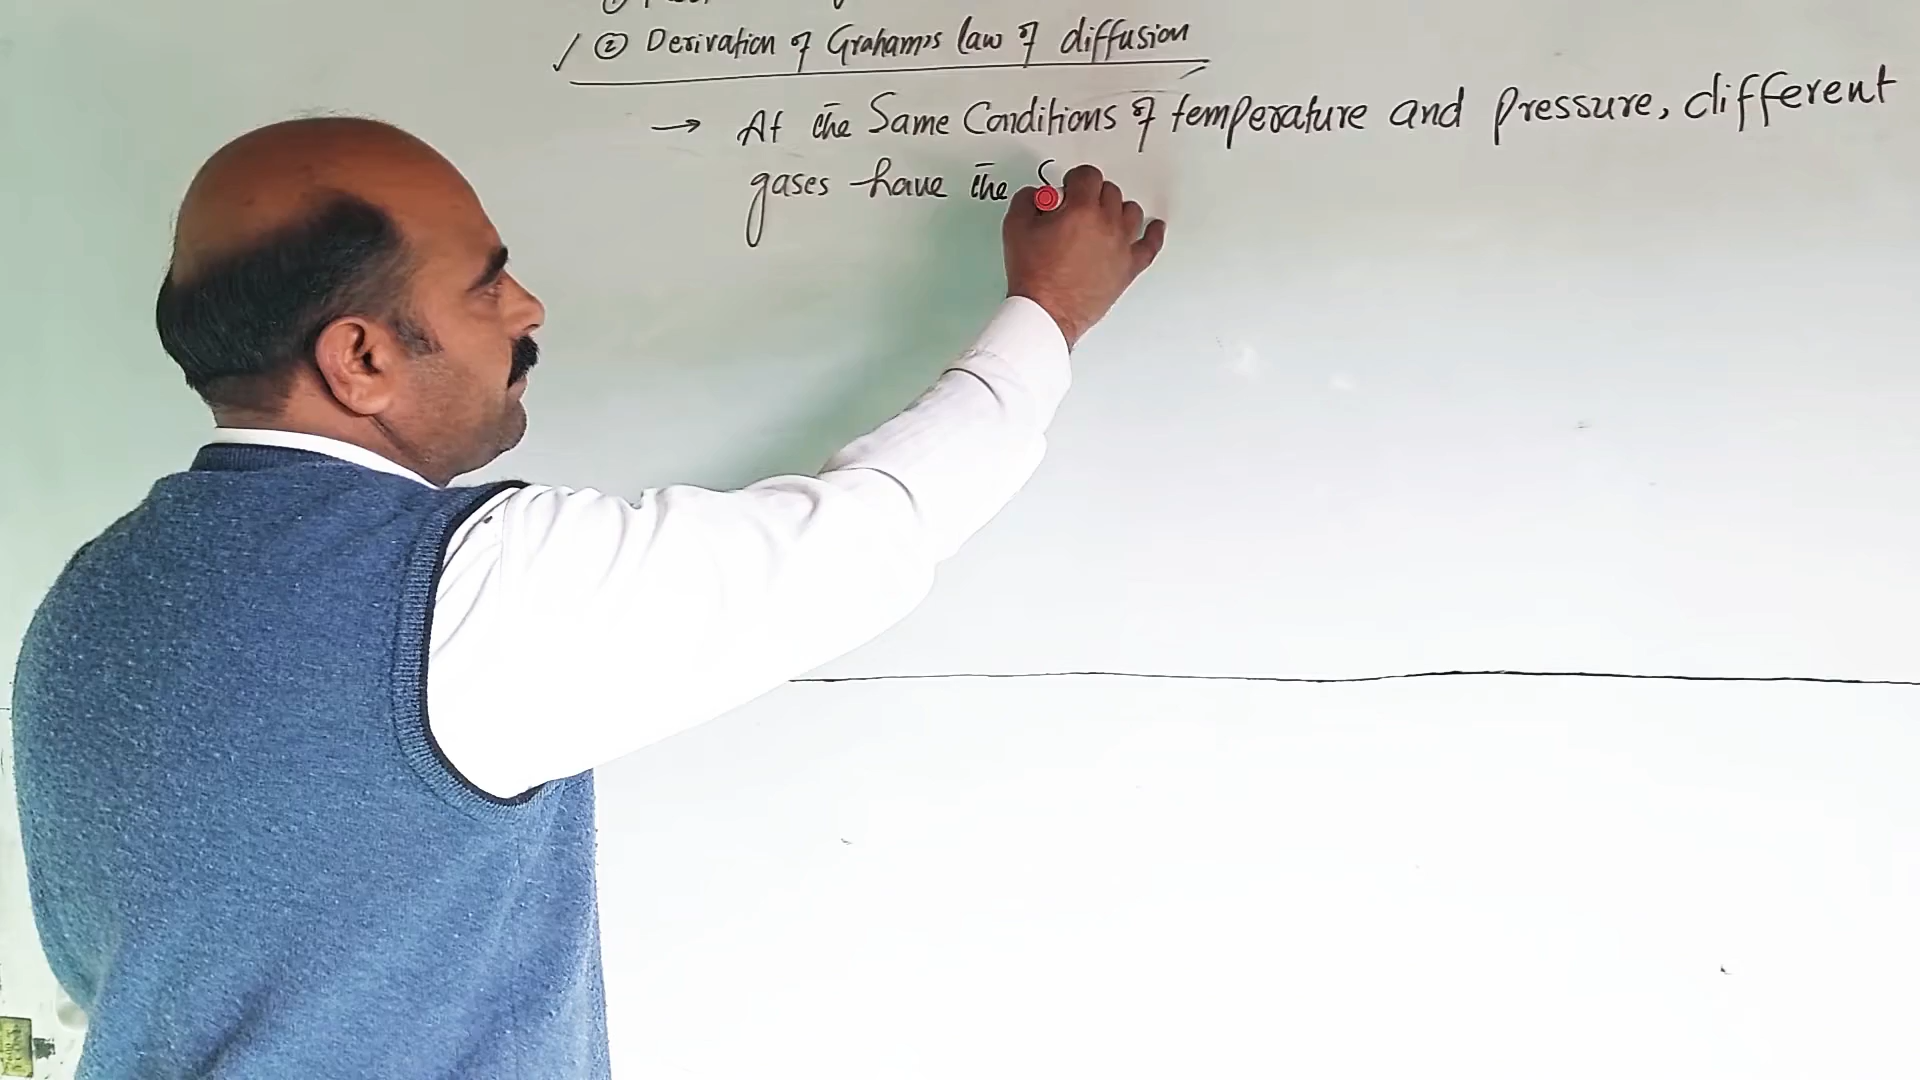 ② Derivation of Graham's law of diffusion
→ At the Same Conditions of temperature and pressure, different
gases have the S